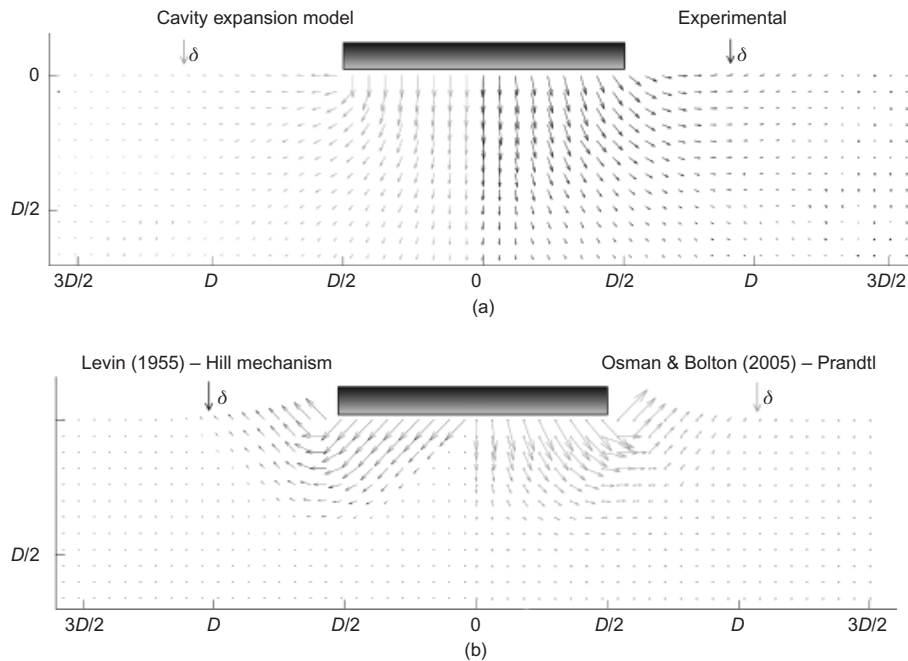 Cavity expansion model Experimental
δ δ
0
D/2
3D/2 D D/2 0 D/2 D 3D/2
(a)
Levin (1955) – Hill mechanism Osman & Bolton (2005) – Prandtl
δ δ
D/2
3D/2 D D/2 0 D/2 D 3D/2
(b)